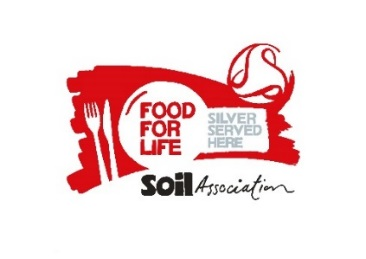 FOOD
FOR
LIFE
SILVER
SERVED
HERE
Soil Association